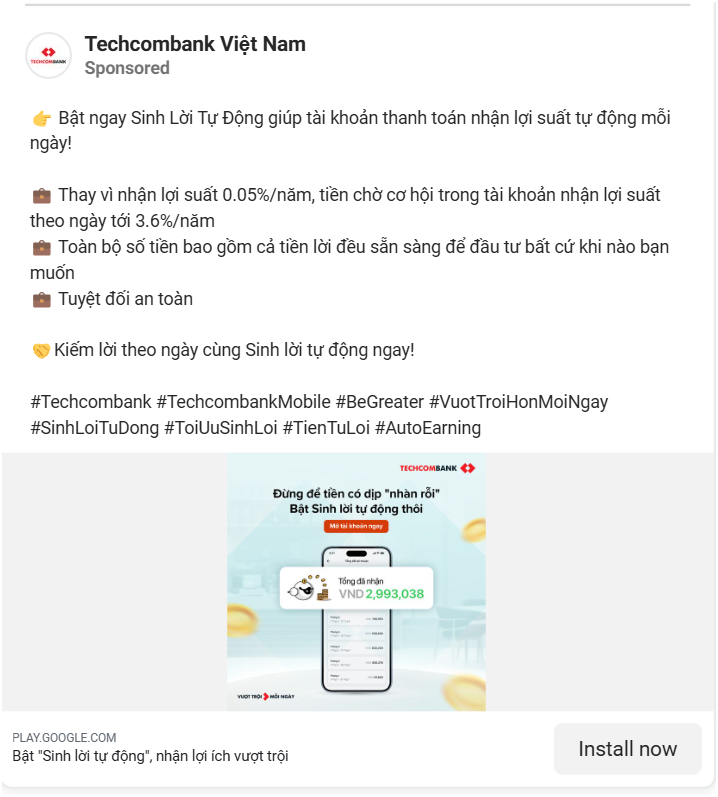 Techcombank Việt Nam
TECHCOMBANK
Sponsored
👉 Bật ngay Sinh Lời Tự Động giúp tài khoản thanh toán nhận lợi suất tự động mỗi
ngày!
💼 Thay vì nhận lợi suất 0.05%/năm, tiền chờ cơ hội trong tài khoản nhận lợi suất
theo ngày tới 3.6%/năm
💼 Toàn bộ số tiền bao gồm cả tiền lời đều sẵn sàng để đầu tư bất cứ khi nào bạn
muốn
💼 Tuyệt đối an toàn
🤝 Kiếm lời theo ngày cùng Sinh lời tự động ngay!
#Techcombank #TechcombankMobile #BeGreater #VuotTroiHonMoiNgay
#SinhLoiTuDong #ToiUuSinhLoi #TienTuLoi #AutoEarning
TECHCOMBANK
Đừng để tiền có dịp "nhàn rỗi"
Bật Sinh lời tự động thôi
Mở tài khoản ngay
Tổng đã nhận
VND 2,993,038
VƯỢT TRỘI MỖI NGÀY
PLAY.GOOGLE.COM
Bật "Sinh lời tự động", nhận lợi ích vượt trội
Install now